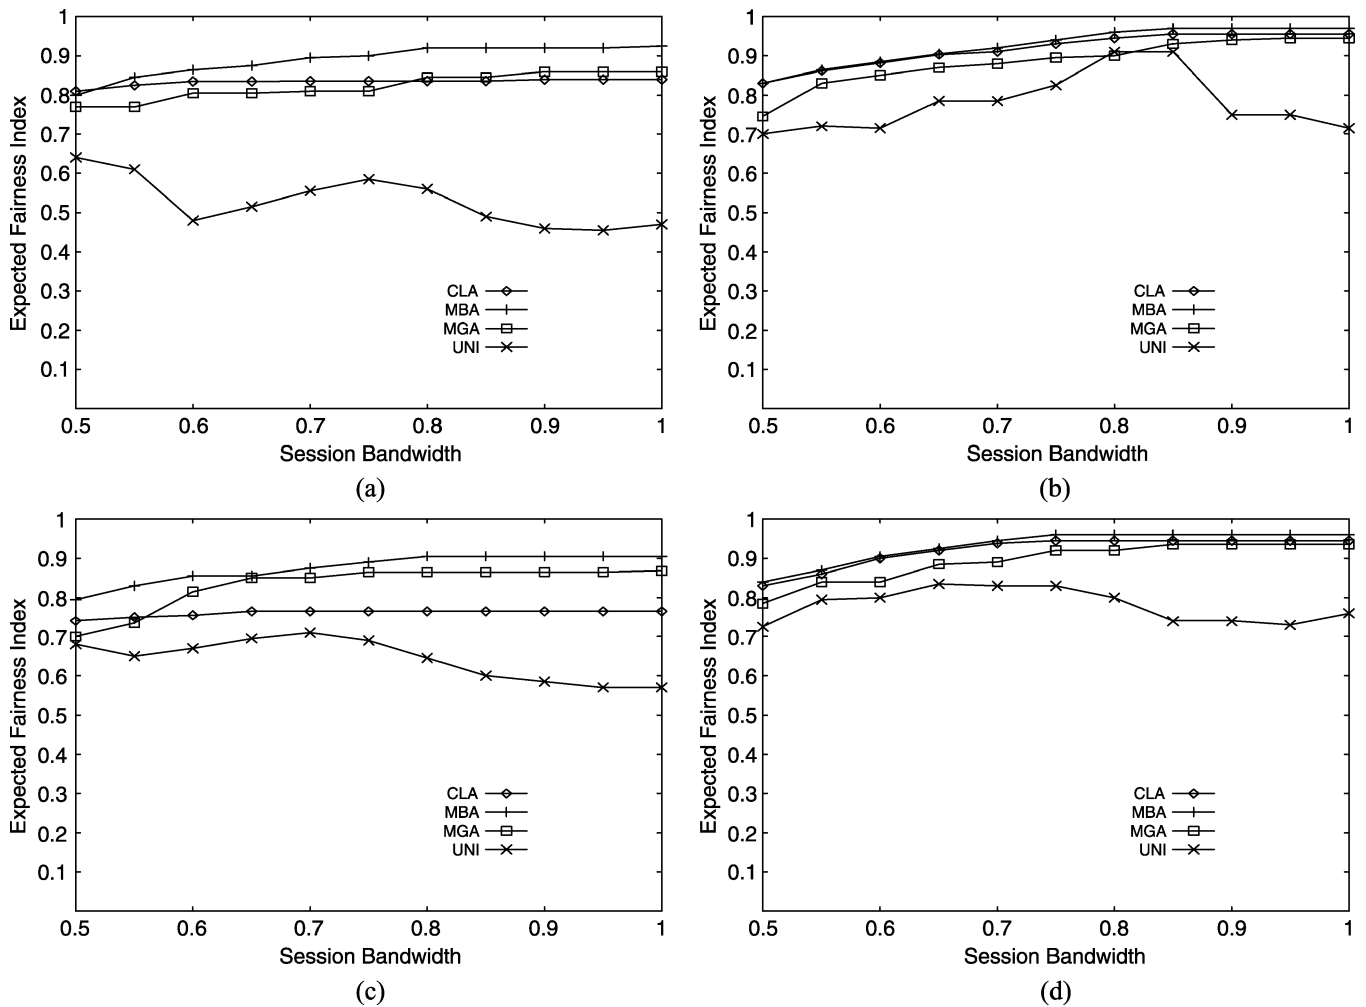 1
0.9
0.8
0.7
0.6
0.5
0.4
0.3
0.2
0.1
Expected Fairness Index
CLA
MBA
MGA
UNI
0.5 0.6 0.7 0.8 0.9 1
Session Bandwidth
(a)
1
0.9
0.8
0.7
0.6
0.5
0.4
0.3
0.2
0.1
Expected Fairness Index
CLA
MBA
MGA
UNI
0.5 0.6 0.7 0.8 0.9 1
Session Bandwidth
(b)
1
0.9
0.8
0.7
0.6
0.5
0.4
0.3
0.2
0.1
Expected Fairness Index
CLA
MBA
MGA
UNI
0.5 0.6 0.7 0.8 0.9 1
Session Bandwidth
(c)
1
0.9
0.8
0.7
0.6
0.5
0.4
0.3
0.2
0.1
Expected Fairness Index
CLA
MBA
MGA
UNI
0.5 0.6 0.7 0.8 0.9 1
Session Bandwidth
(d)